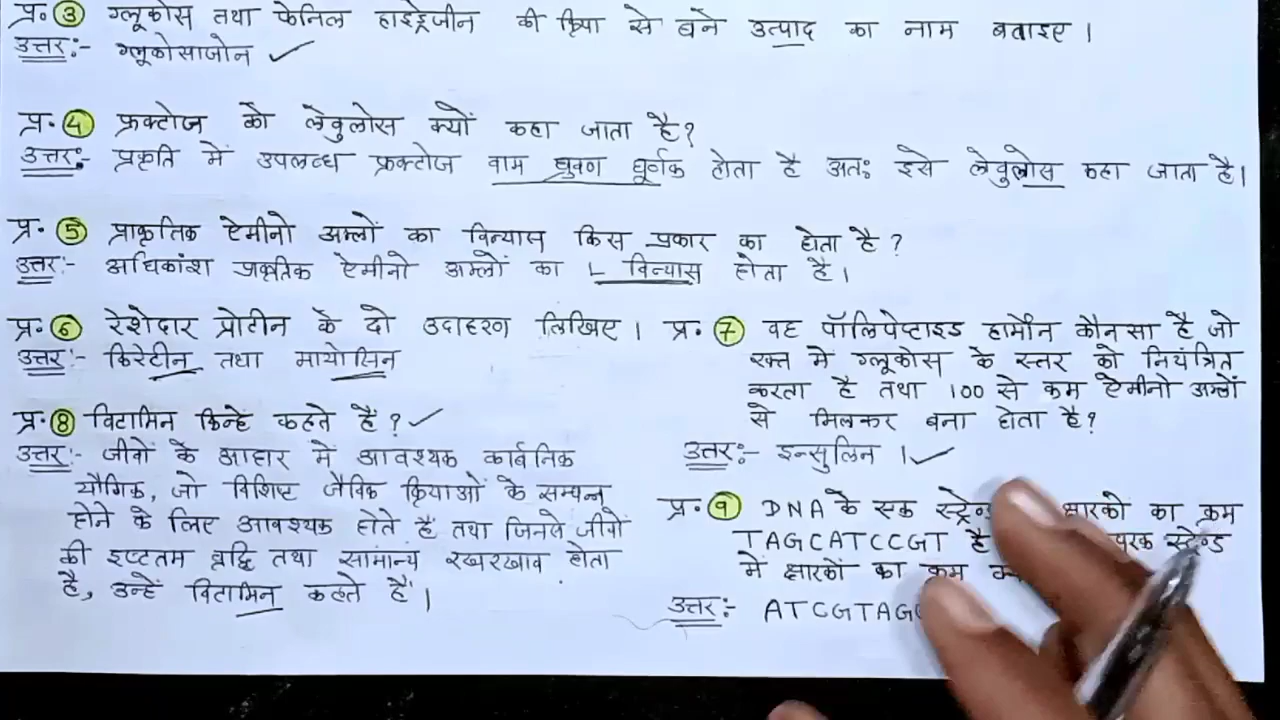 प्र. ③ ग्लूकोस तथा फेनिल हाइड्रेजीन की क्रिया से बने उत्पाद का नाम बताइए।
उत्तर:- ग्लूकोसाजोन
प्र. ④ फ्रक्टोज को लेवुलोस क्यों कहा जाता है?
उत्तर:- प्रकृति में उपलब्ध फ्रक्टोज वाम ध्रुवण घूर्णक होता है अतः इसे लेवुलोस कहा जाता है।
प्र. ⑤ प्राकृतिक ऐमीनो अम्लों का विन्यास किस प्रकार का होता है?
उत्तर:- अधिकांश प्रकृतिक ऐमीनो अम्लों का L विन्यास होता है।
प्र. ⑥ रेशेदार प्रोटीन के दो उदाहरण लिखिए।
उत्तर:- किरेटीन तथा मायोसिन
प्र. ⑧ विटामिन किन्हें कहते हैं?
उत्तर:- जीवों के आहार में आवश्यक कार्बनिक
यौगिक, जो विशिष्ट जैविक क्रियाओं के सम्पन्न
होने के लिए आवश्यक होते हैं तथा जिनसे जीवों
की इष्टतम वृद्धि तथा सामान्य रखरखाव होता
है, उन्हें विटामिन कहते हैं।
प्र. ⑦ वह पॉलिपेप्टाइड हार्मोन कौनसा है जो
रक्त में ग्लूकोस के स्तर को नियंत्रित
करता है तथा 100 से कम ऐमीनो अम्लों
से मिलकर बना होता है?
उत्तर:- इन्सुलिन।
प्र. ⑨ DNA के एक क्षारकों का क्रम
TAGCATCCGT है स्ट्रेण्ड
में क्षारकों का क्रम
उत्तर:- ATCGTAG